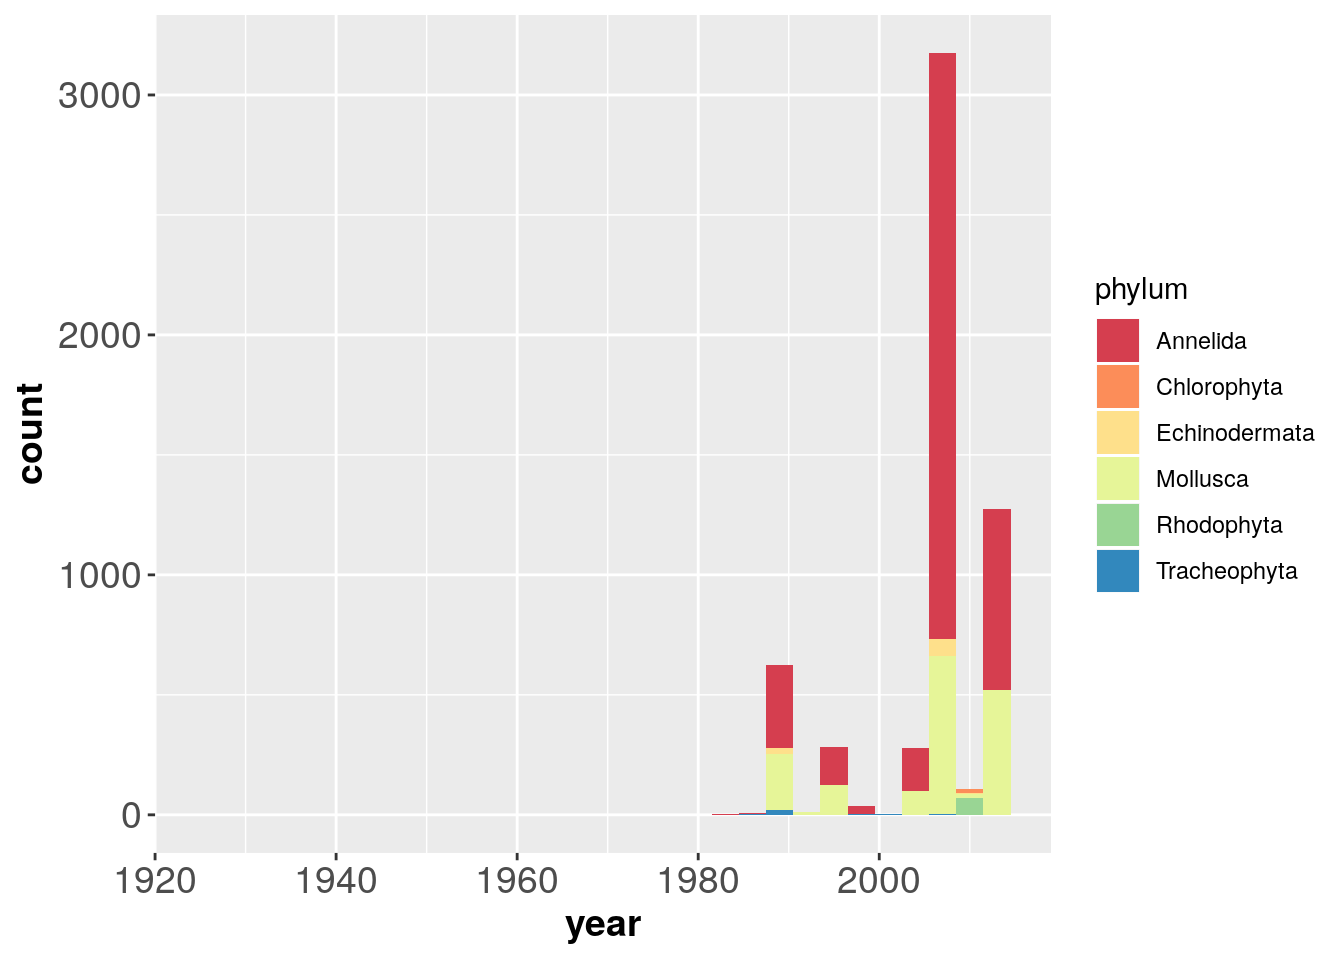 3000
2000
1000
0
count
1920 1940 1960 1980 2000
year
phylum
Annelida
Chlorophyta
Echinodermata
Mollusca
Rhodophyta
Tracheophyta